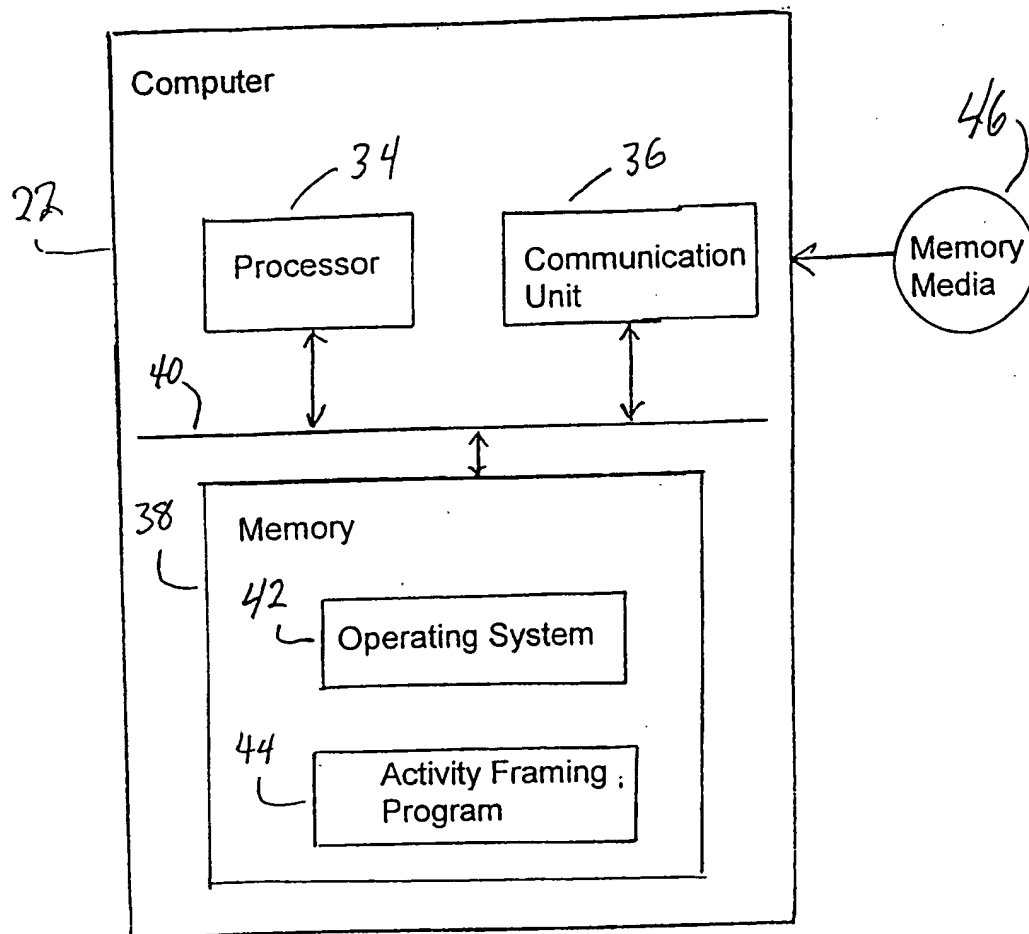 Computer
46
34
36
22
Processor
Communication
Unit
Memory
Media
40
38
Memory
42
Operating System
44
Activity Framing
Program